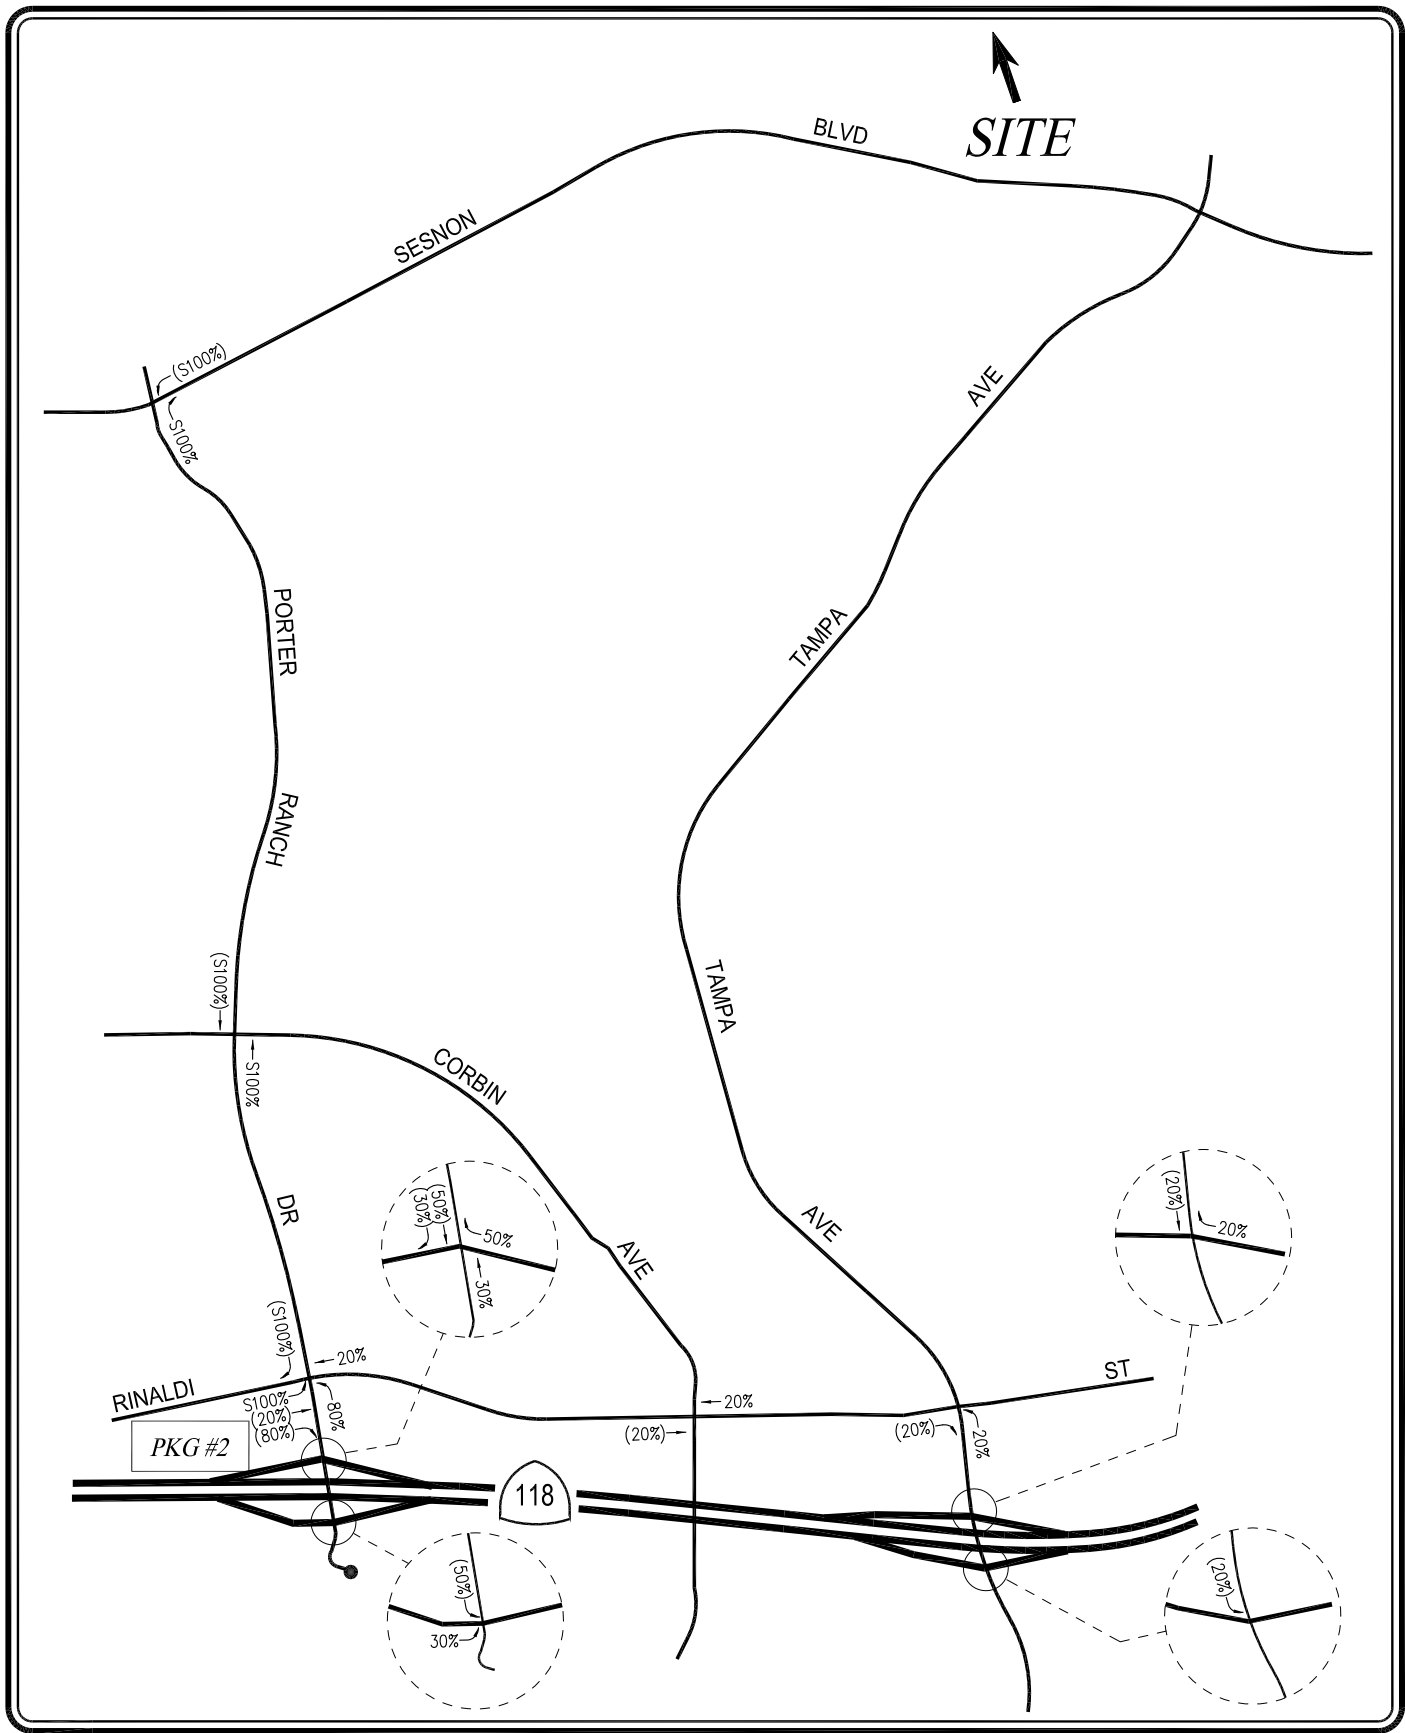 SITE
BLVD
SESNON
(S100%)
S100%
AVE
TAMPA
PORTER
RANCH
TAMPA
(S100%)
S100%
CORBIN
DR
AVE
AVE
(50%)
(30%)
50%
30%
(20%)
20%
(S100%)
20%
RINALDI
ST
S100%
(20%)
(80%)
80%
20%
(20%)
(20%)
20%
PKG #2
118
(50%)
30%
(20%)